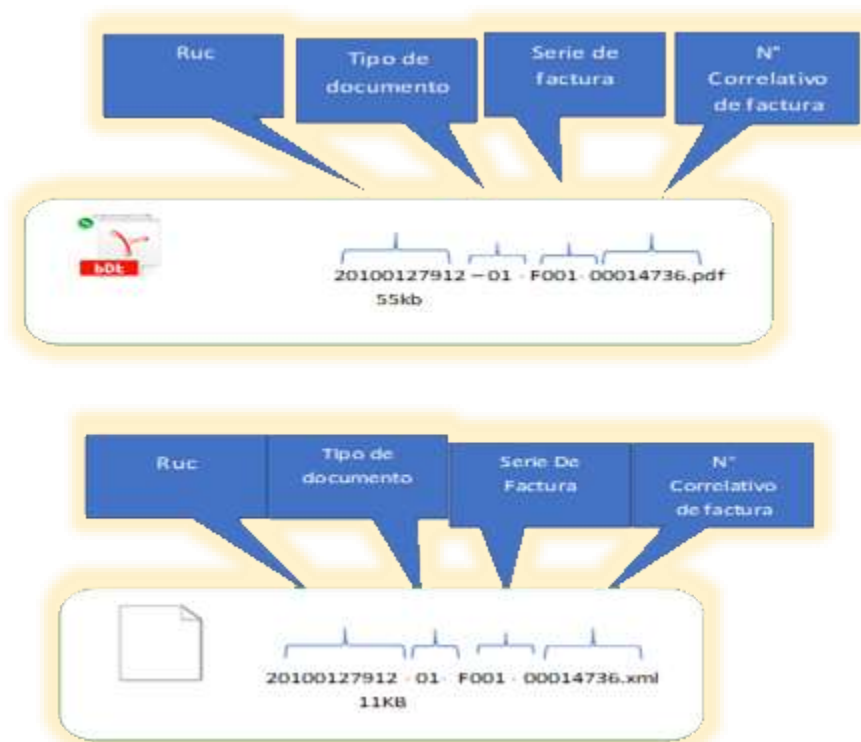 Ruc
Tipo de
documento
Serie de
factura
N°
Correlativo
de factura
20100127912 – 01 - F001- 00014736.pdf
55kb
Ruc
Tipo de
documento
Serie De
Factura
N°
Correlativo
de factura
20100127912 - 01- F001 - 00014736.xml
11KB